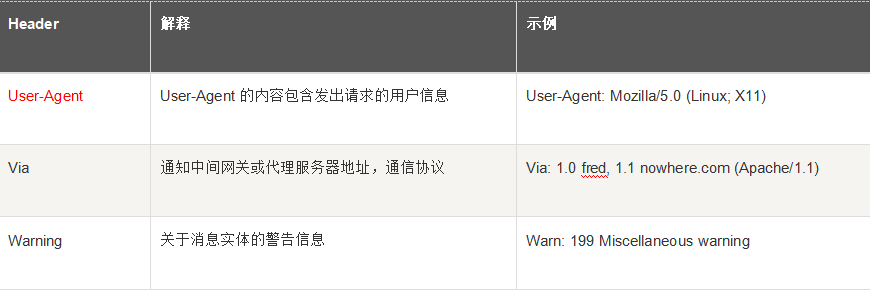 Header 解释 示例
User-Agent User-Agent 的内容包含发出请求的用户信息 User-Agent: Mozilla/5.0 (Linux; X11)
Via 通知中间网关或代理服务器地址，通信协议 Via: 1.0 fred, 1.1 nowhere.com (Apache/1.1)
Warning 关于消息实体的警告信息 Warn: 199 Miscellaneous warning